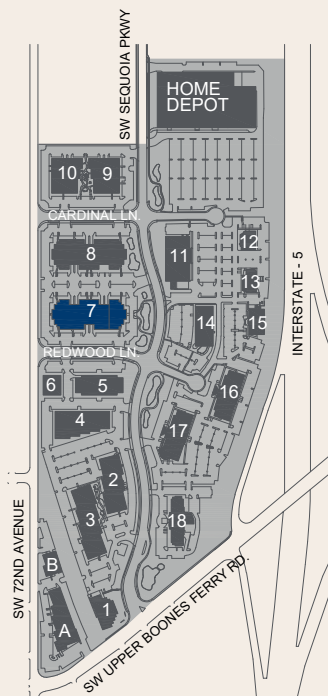 SW SEQUOIA PKWY
HOME
DEPOT
10
9
CARDINAL LN.
8
11
12
13
7
14
15
INTERSTATE - 5
REDWOOD LN.
6
5
16
4
17
2
3
18
SW 72ND AVENUE
B
A
1
SW UPPER BOONES FERRY RD.